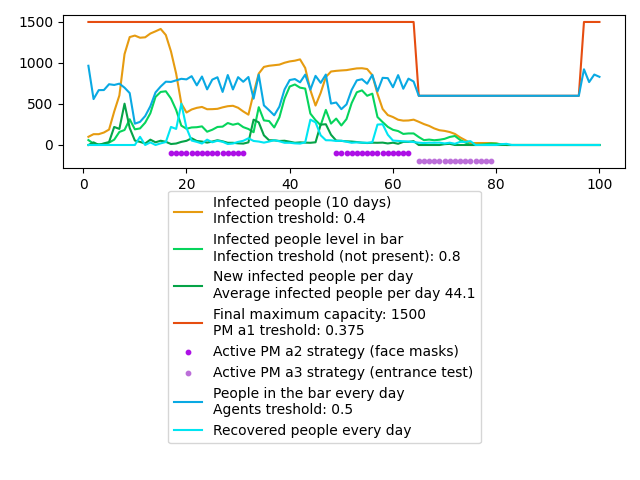 1500
1000
500
0
0
20
40
60
80
100
Infected people (10 days)
Infection treshold: 0.4
Infected people level in bar
Infection treshold (not present): 0.8
New infected people per day
Average infected people per day 44.1
Final maximum capacity: 1500
PM a1 treshold: 0.375
Active PM a2 strategy (face masks)
Active PM a3 strategy (entrance test)
People in the bar every day
Agents treshold: 0.5
Recovered people every day